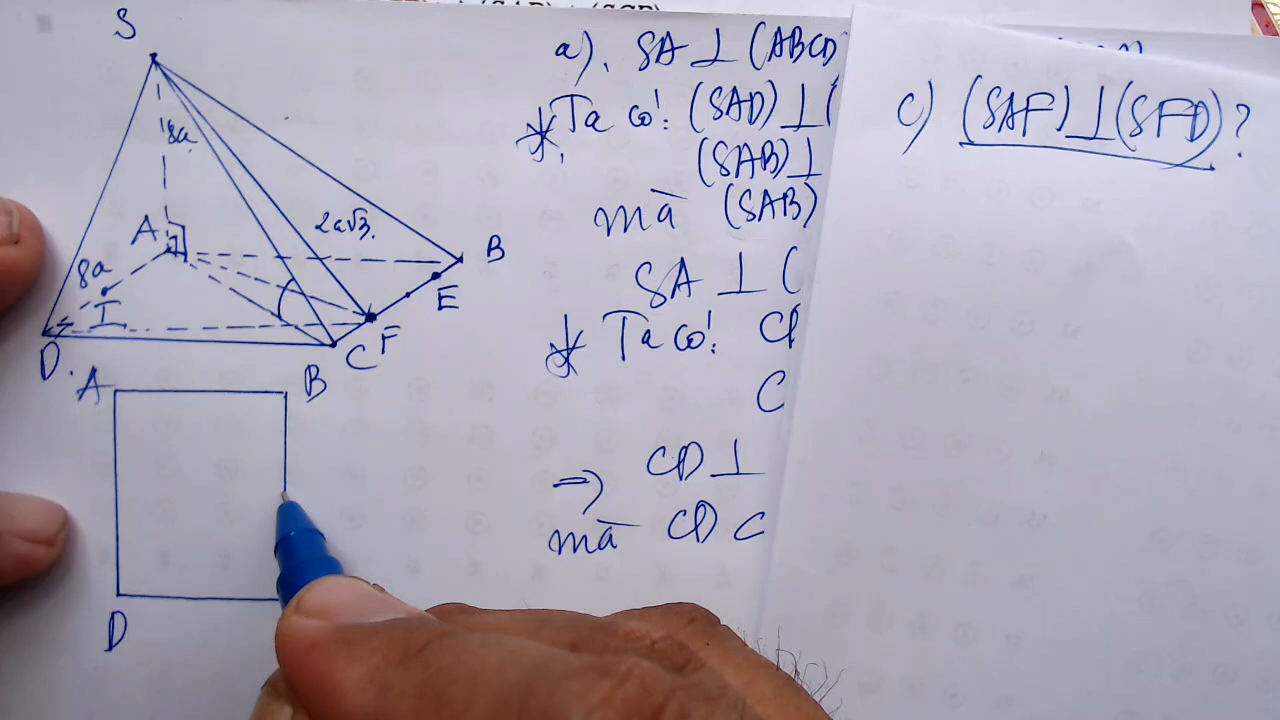 S
8a
A
2a√3.
B
8a
E
I
F
D.
C
A
B
D
a). SA ⊥ (ABCD
* Ta có: (SAD) ⊥ (
(SAB) ⊥
mà (SAB)
SA ⊥ (
* Ta có: CD
C
=> CD ⊥
mà CD ⊂
c) (SAF) ⊥ (SFD)?